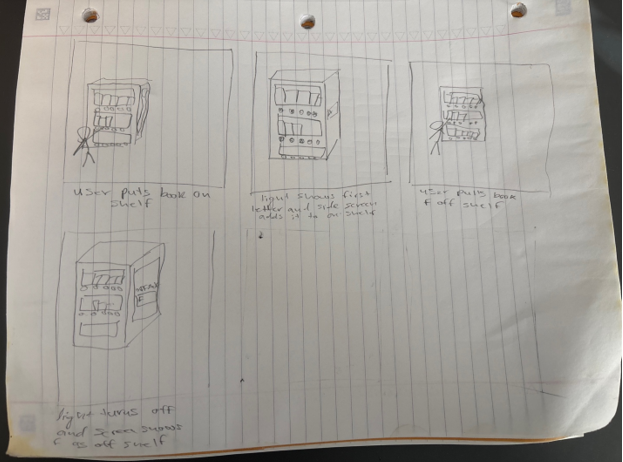 user puts book on
shelf
light shows first
letter and side screen
adds it to on shelf
user puts book
F off shelf
light turns off
and screen shows
F as off shelf